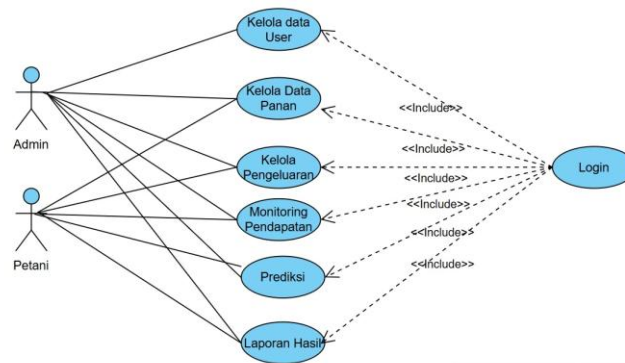 Kelola data
User
Kelola Data
Panan
<<Include>>
Admin
<<Include>>
Kelola
Pengeluaran
Login
<<Include>>
Monitoring
Pendapatan
<<Include>>
<<Include>>
Petani
Prediksi
<<Include>>
Laporan Hasil